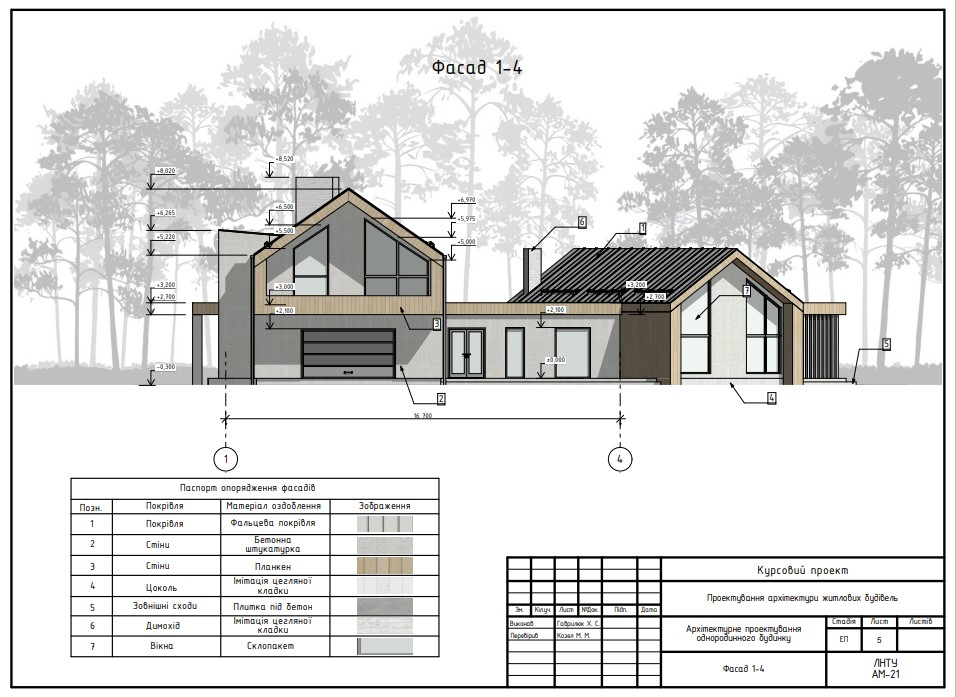 Фасад 1-4
+8,520
+8,020
+6,970
+6,500
+6,265
+5,975
+5,500
+5,220
+5,000
6
1
+3,200
+3,000
+3,200
+2,700
+2,700
7
+2,100
+2,100
3
5
±0,000
-0,300
2
4
16 700
1
4
Паспорт опорядження фасадів
Позн. Покрівля Матеріал оздоблення Зображення
1 Покрівля Фальцева покрівля
2 Стіни Бетонна штукатурка
3 Стіни Планкен
4 Цоколь Імітація цегляної кладки
5 Зовнішні сходи Плитка під бетон
6 Димохід Імітація цегляної кладки
7 Вікна Склопакет
Курсовий проект
Проектування архітектури житлових будівель
Зм. Кіл.уч. Лист №Док. Підп. Дата
Виконав Гаврилюк Х. С.
Перевірив Козел М. М.
Архітектурне проектування
однородинного будинку
Стадія Лист Листів
ЕП 5
Фасад 1-4
ЛНТУ
АМ-21